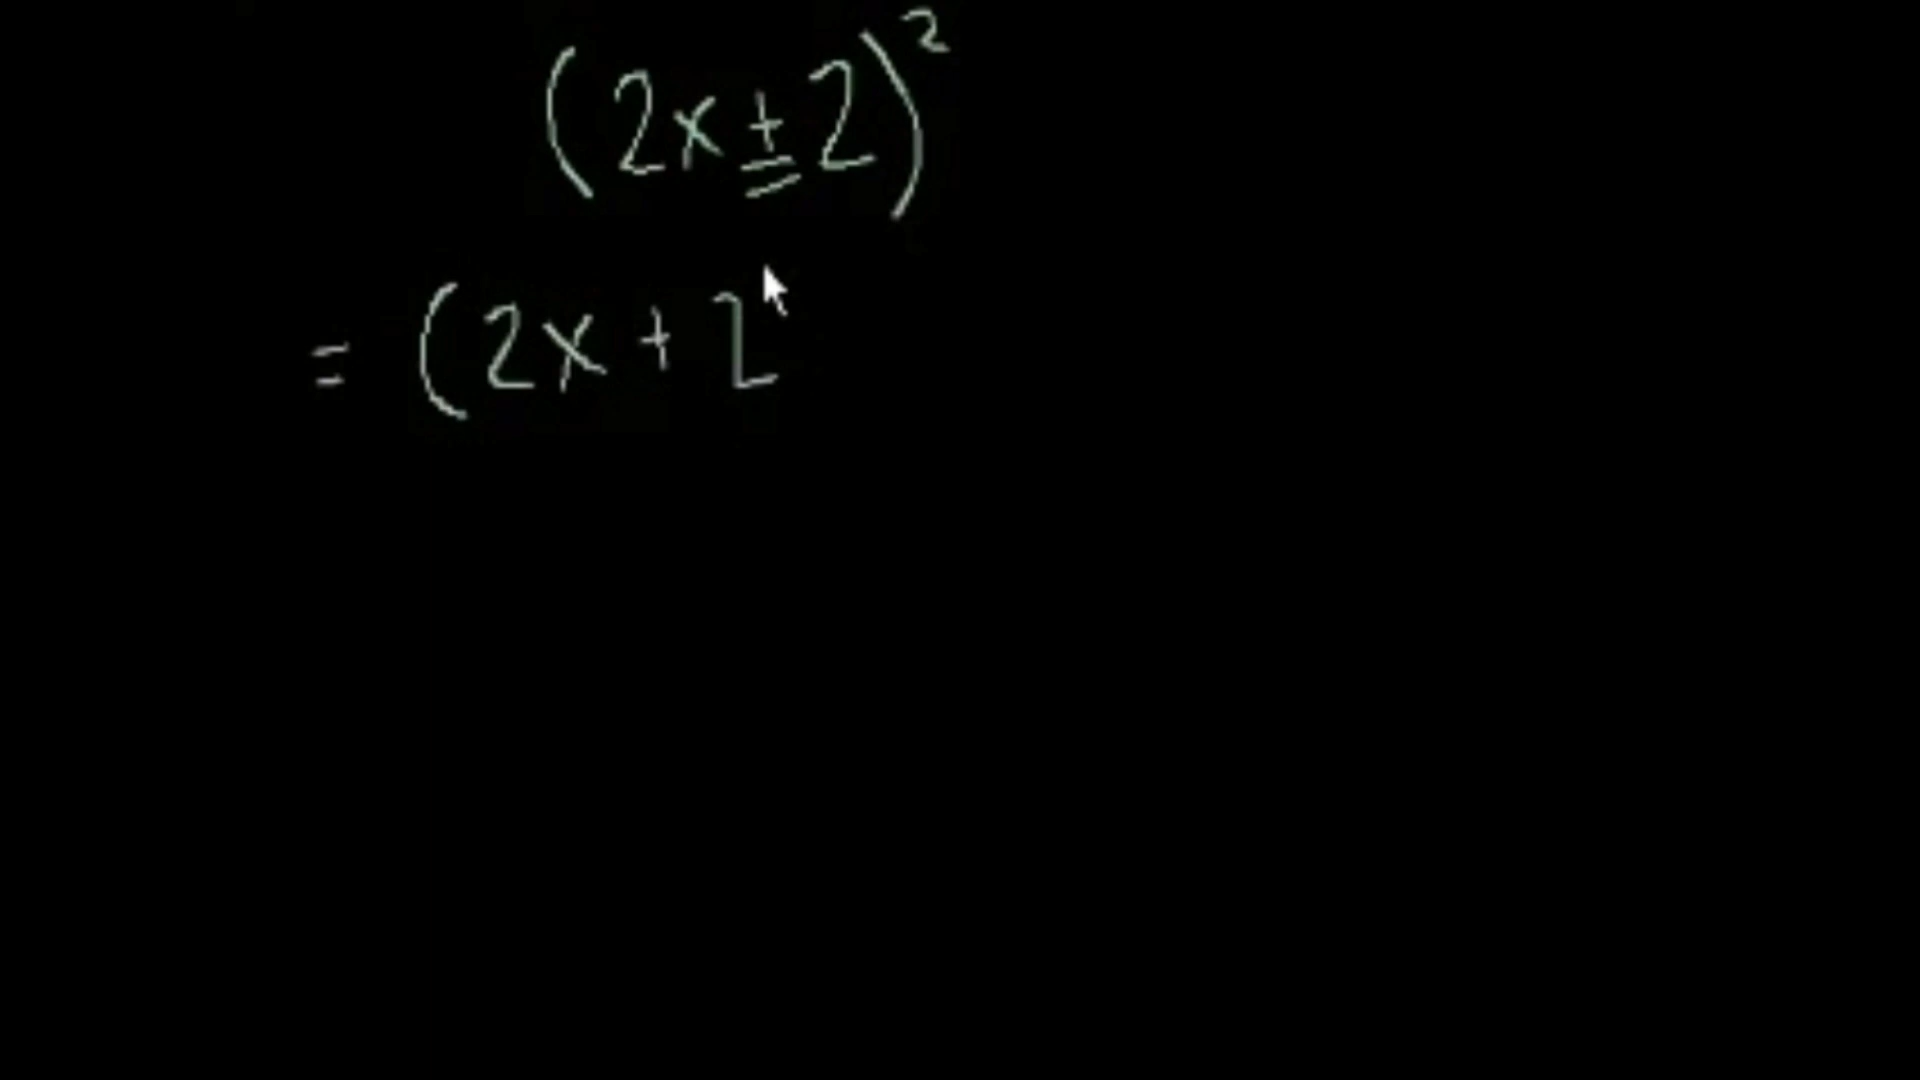 (2x ± 2)²
= (2x + 2